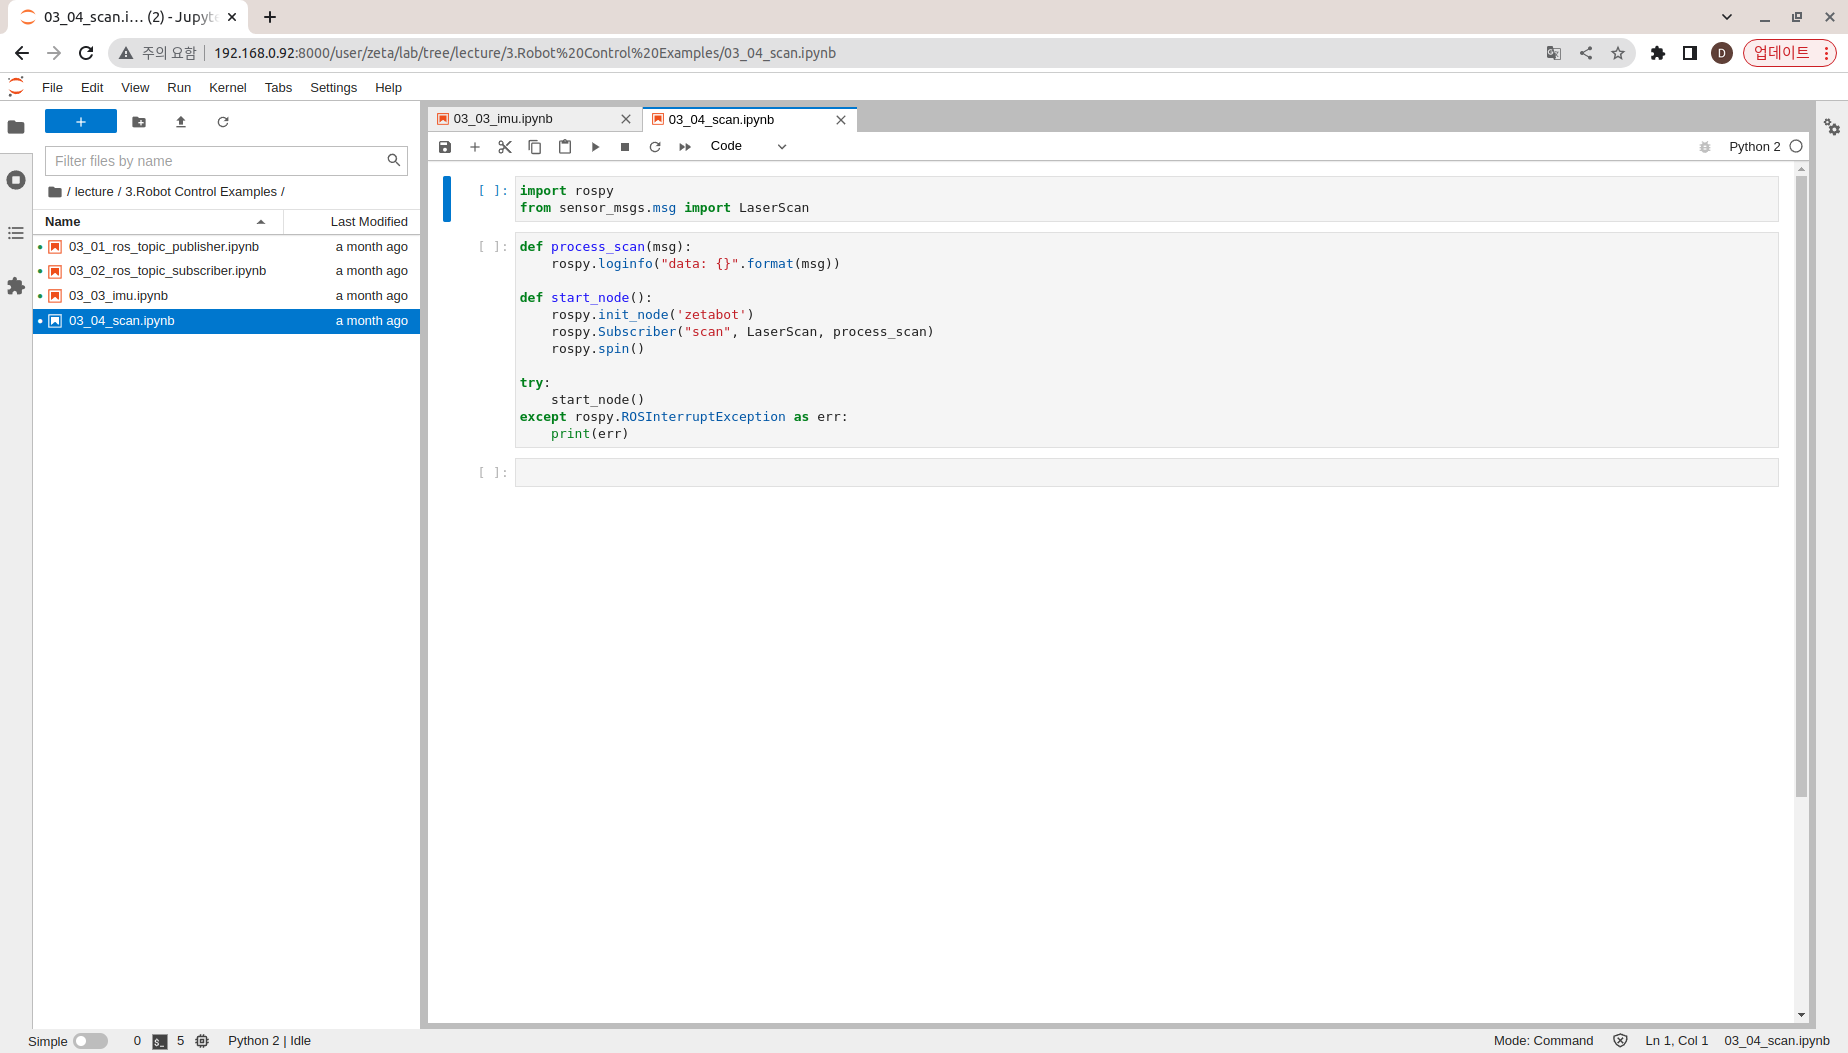 03_04_scan.i… (2) - Jupyte
주의 요함 192.168.0.92:8000/user/zeta/lab/tree/lecture/3.Robot%20Control%20Examples/03_04_scan.ipynb
D
업데이트
File Edit View Run Kernel Tabs Settings Help
03_03_imu.ipynb
03_04_scan.ipynb
Code
Python 2
Filter files by name
/ lecture / 3.Robot Control Examples /
Name Last Modified
03_01_ros_topic_publisher.ipynb a month ago
03_02_ros_topic_subscriber.ipynb a month ago
03_03_imu.ipynb a month ago
03_04_scan.ipynb a month ago
[ ]: import rospy
from sensor_msgs.msg import LaserScan
[ ]: def process_scan(msg):
    rospy.loginfo("data: {}".format(msg))
def start_node():
    rospy.init_node('zetabot')
    rospy.Subscriber("scan", LaserScan, process_scan)
    rospy.spin()
try:
    start_node()
except rospy.ROSInterruptException as err:
    print(err)
[ ]:
Simple 0 5 Python 2 | Idle
Mode: Command Ln 1, Col 1 03_04_scan.ipynb